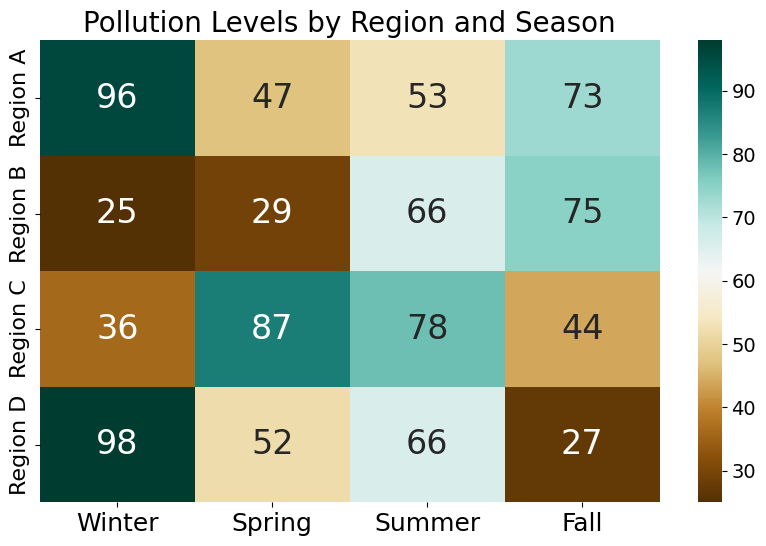 Pollution Levels by Region and Season
Region A 96 47 53 73
Region B 25 29 66 75
Region C 36 87 78 44
Region D 98 52 66 27
Winter Spring Summer Fall
90
80
70
60
50
40
30